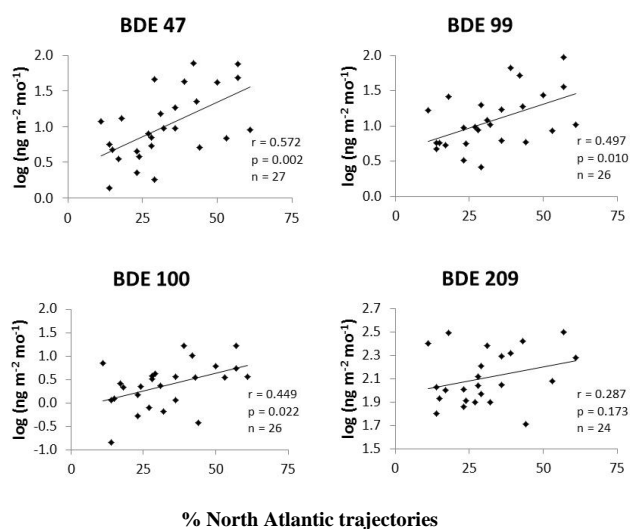 BDE 47
log (ng m-2 mo-1)
2.0
1.5
1.0
0.5
0.0
0 25 50 75
r = 0.572
p = 0.002
n = 27
BDE 99
log (ng m-2 mo-1)
2.0
1.5
1.0
0.5
0.0
0 25 50 75
r = 0.497
p = 0.010
n = 26
BDE 100
log (ng m-2 mo-1)
2.0
1.5
1.0
0.5
0.0
-0.5
-1.0
0 25 50 75
r = 0.449
p = 0.022
n = 26
BDE 209
log (ng m-2 mo-1)
2.7
2.5
2.3
2.1
1.9
1.7
1.5
0 25 50 75
r = 0.287
p = 0.173
n = 24
% North Atlantic trajectories